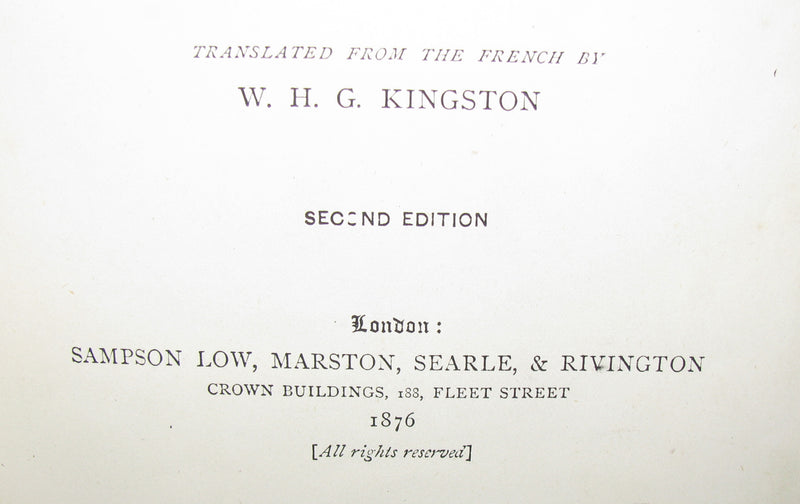 TRANSLATED FROM THE FRENCH BY
W. H. G. KINGSTON
SECOND EDITION
London:
SAMPSON LOW, MARSTON, SEARLE, & RIVINGTON
CROWN BUILDINGS, 188, FLEET STREET
1876
[All rights reserved]